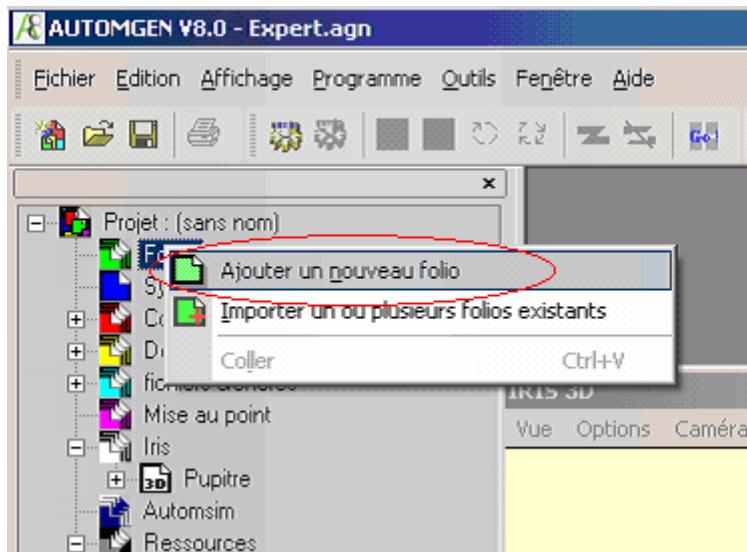 AUTOMGEN V8.0 - Expert.agn
Fichier Edition Affichage Programme Outils Fenêtre Aide
Go!
Projet : (sans nom)
Ajouter un nouveau folio
Importer un ou plusieurs folios existants
Coller Ctrl+V
Mise au point
Iris
3D Pupitre
Automsim
Ressources
IRIS 3D
Vue Options Caméra